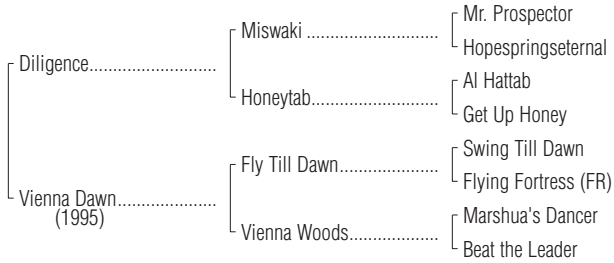 Mr. Prospector
Miswaki ........................
Hopespringseternal
Diligence.............................
Al Hattab
Honeytab.......................
Get Up Honey
Swing Till Dawn
Fly Till Dawn.................
Flying Fortress (FR)
Vienna Dawn......................
(1995)
Marshua's Dancer
Vienna Woods................
Beat the Leader